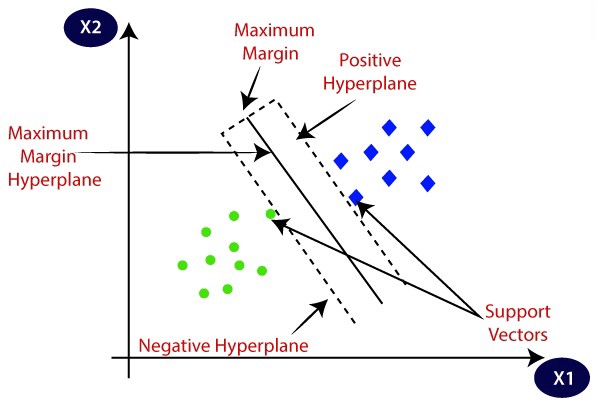 X2
Maximum
Margin
Positive
Hyperplane
Maximum
Margin
Hyperplane
Support
Vectors
Negative Hyperplane
X1